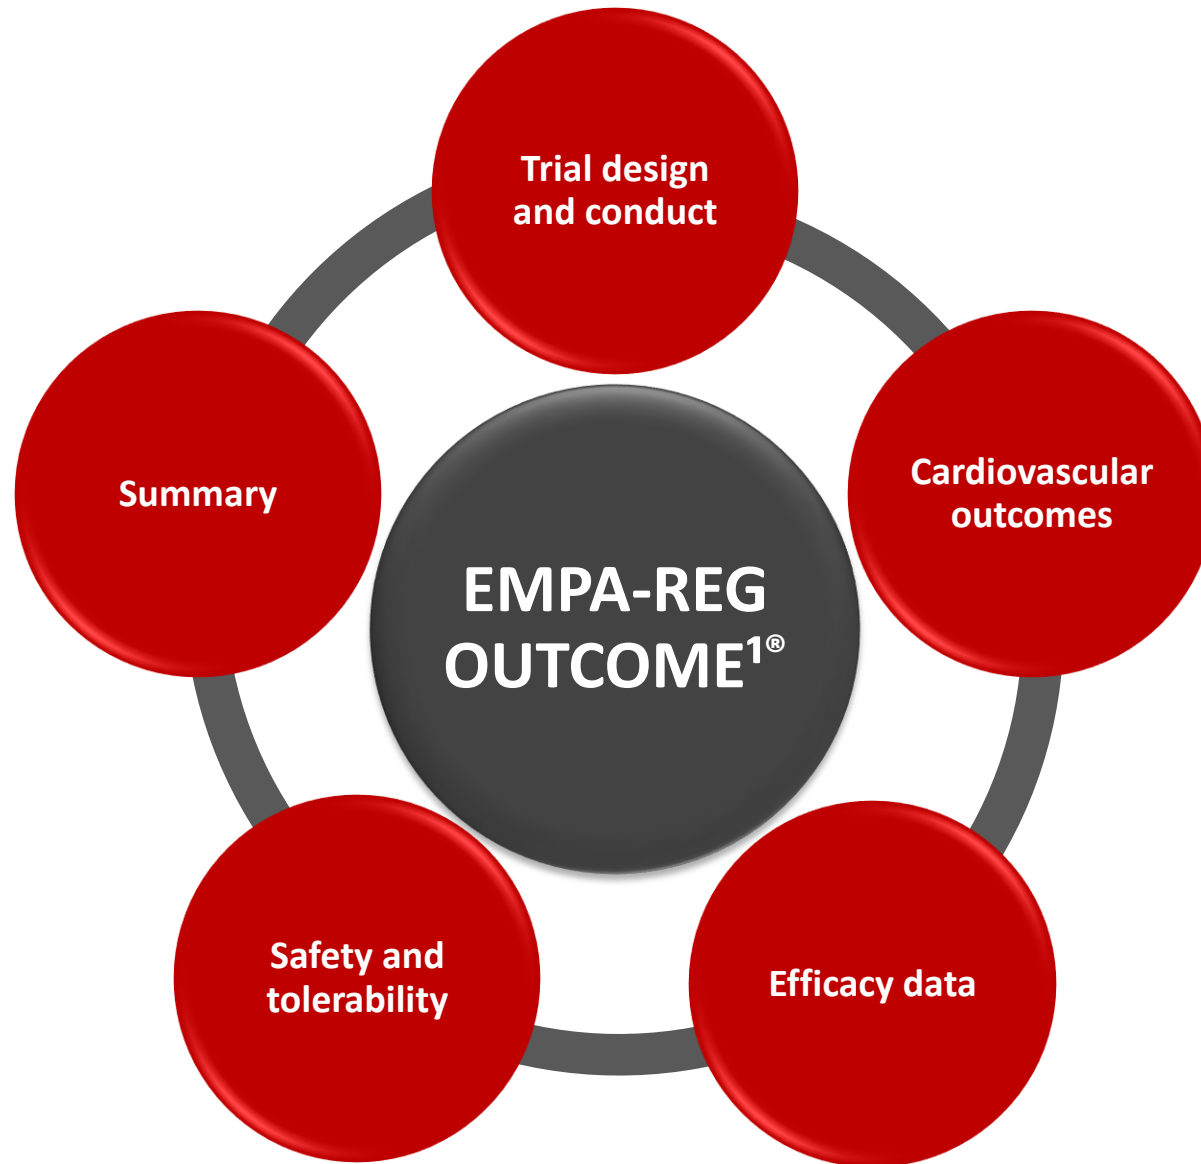 Trial design
and conduct
Cardiovascular
outcomes
Efficacy data
Safety and
tolerability
Summary
EMPA-REG
OUTCOME¹®